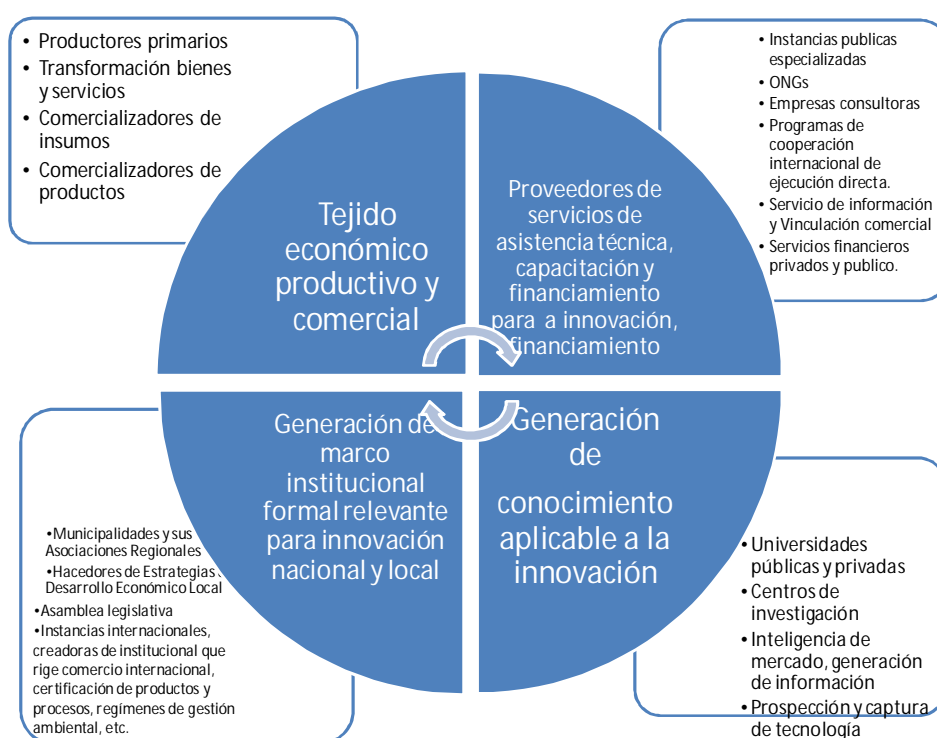 • Productores primarios
• Transformación bienes
y servicios
• Comercializadores de
insumos
• Comercializadores de
productos
• Instancias publicas
especializadas
• ONGs
• Empresas consultoras
• Programas de
cooperación
internacional de
ejecución directa.
• Servicio de información
y Vinculación comercial
• Servicios financieros
privados y publico.
Tejido
económico
productivo y
comercial
Proveedores de
servicios de
asistencia técnica,
capacitación y
financiamiento
para a innovación,
financiamiento
Generación de
marco
institucional
formal relevante
para innovación
nacional y local
Generación
de
conocimiento
aplicable a la
innovación
•Municipalidades y sus
Asociaciones Regionales
•Hacedores de Estrategias
Desarrollo Económico Local
•Asamblea legislativa
•Instancias internacionales,
creadoras de institucional que
rige comercio internacional,
certificación de productos y
procesos, regímenes de gestión
ambiental, etc.
• Universidades
públicas y privadas
• Centros de
investigación
• Inteligencia de
mercado, generación
de información
• Prospección y captura
de tecnología